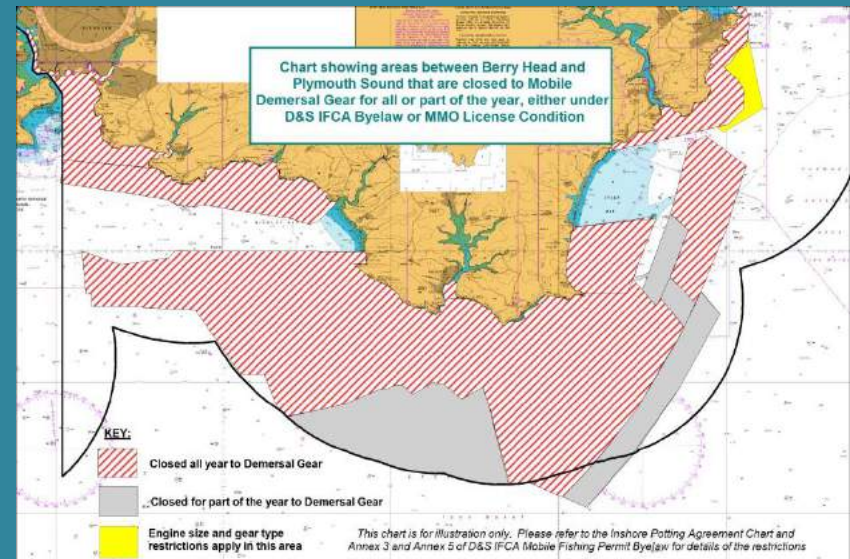 Chart showing areas between Berry Head and
Plymouth Sound that are closed to Mobile
Demersal Gear for all or part of the year, either under
D&S IFCA Byelaw or MMO License Condition
KEY:
Closed all year to Demersal Gear
Closed for part of the year to Demersal Gear
Engine size and gear type
restrictions apply in this area
This chart is for illustration only. Please refer to the Inshore Potting Agreement Chart and
Annex 3 and Annex 5 of D&S IFCA Mobile Fishing Permit Byelaw for details of the restrictions